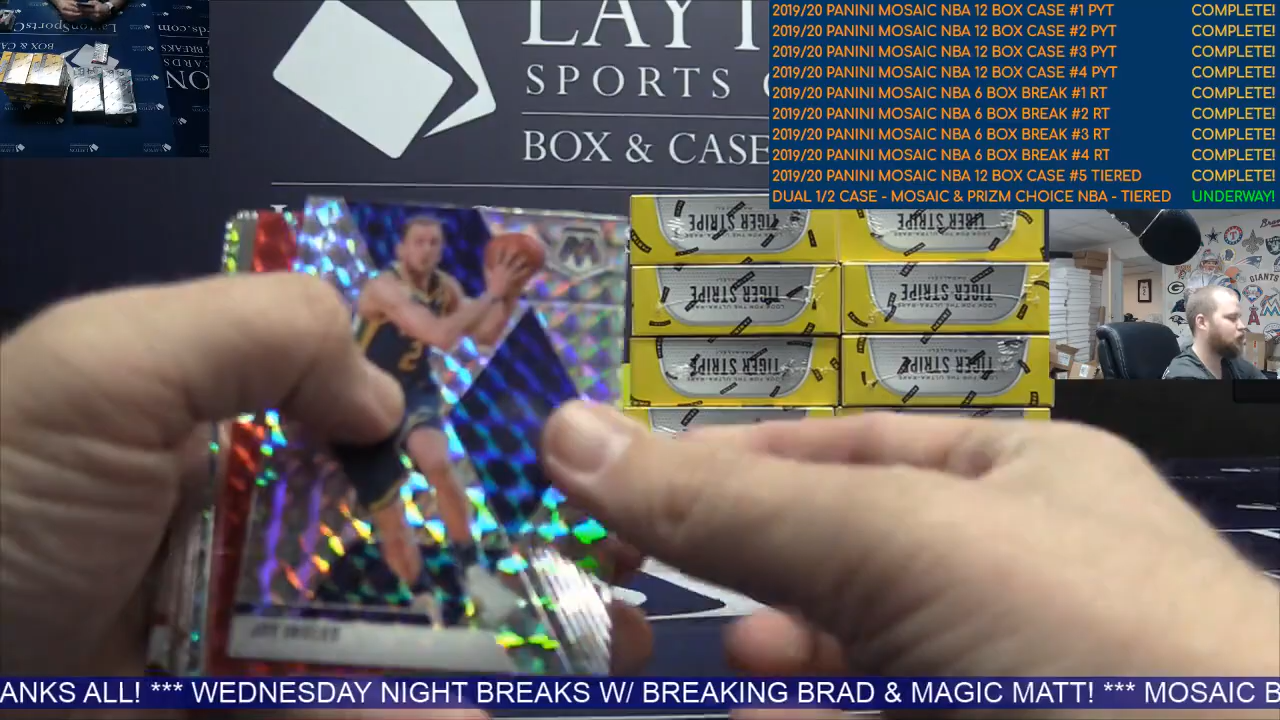 2019/20 PANINI MOSAIC NBA 12 BOX CASE #1 PYT COMPLETE!
2019/20 PANINI MOSAIC NBA 12 BOX CASE #2 PYT COMPLETE!
2019/20 PANINI MOSAIC NBA 12 BOX CASE #3 PYT COMPLETE!
2019/20 PANINI MOSAIC NBA 12 BOX CASE #4 PYT COMPLETE!
2019/20 PANINI MOSAIC NBA 6 BOX BREAK #1 RT COMPLETE!
2019/20 PANINI MOSAIC NBA 6 BOX BREAK #2 RT COMPLETE!
2019/20 PANINI MOSAIC NBA 6 BOX BREAK #3 RT COMPLETE!
2019/20 PANINI MOSAIC NBA 6 BOX BREAK #4 RT COMPLETE!
2019/20 PANINI MOSAIC NBA 12 BOX CASE #5 TIERED COMPLETE!
DUAL 1/2 CASE - MOSAIC & PRIZM CHOICE NBA - TIERED UNDERWAY!
LAYT
SPORTS
BOX & CASE
TIGER STRIPE
TIGER STRIPE
TIGER STRIPE
TIGER STRIPE
TIGER STRIPE
TIGER STRIPE
GIANTS
2
ANKS ALL! *** WEDNESDAY NIGHT BREAKS W/ BREAKING BRAD & MAGIC MATT! *** MOSAIC B